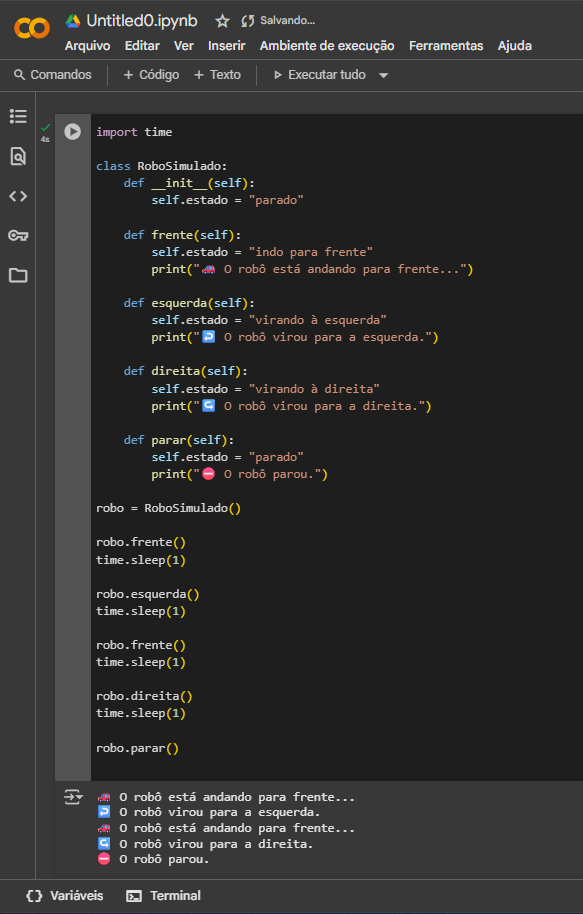 Untitled0.ipynb Salvando...
Arquivo Editar Ver Inserir Ambiente de execução Ferramentas Ajuda
Comandos + Código + Texto Executar tudo
4s
import time

class RoboSimulado:
    def __init__(self):
        self.estado = "parado"

    def frente(self):
        self.estado = "indo para frente"
        print("🚗 O robô está andando para frente...")

    def esquerda(self):
        self.estado = "virando à esquerda"
        print("↩️ O robô virou para a esquerda.")

    def direita(self):
        self.estado = "virando à direita"
        print("↪️ O robô virou para a direita.")

    def parar(self):
        self.estado = "parado"
        print("⛔ O robô parou.")

robo = RoboSimulado()

robo.frente()
time.sleep(1)

robo.esquerda()
time.sleep(1)

robo.frente()
time.sleep(1)

robo.direita()
time.sleep(1)

robo.parar()

🚗 O robô está andando para frente...
↩️ O robô virou para a esquerda.
🚗 O robô está andando para frente...
↪️ O robô virou para a direita.
⛔ O robô parou.
Variáveis Terminal